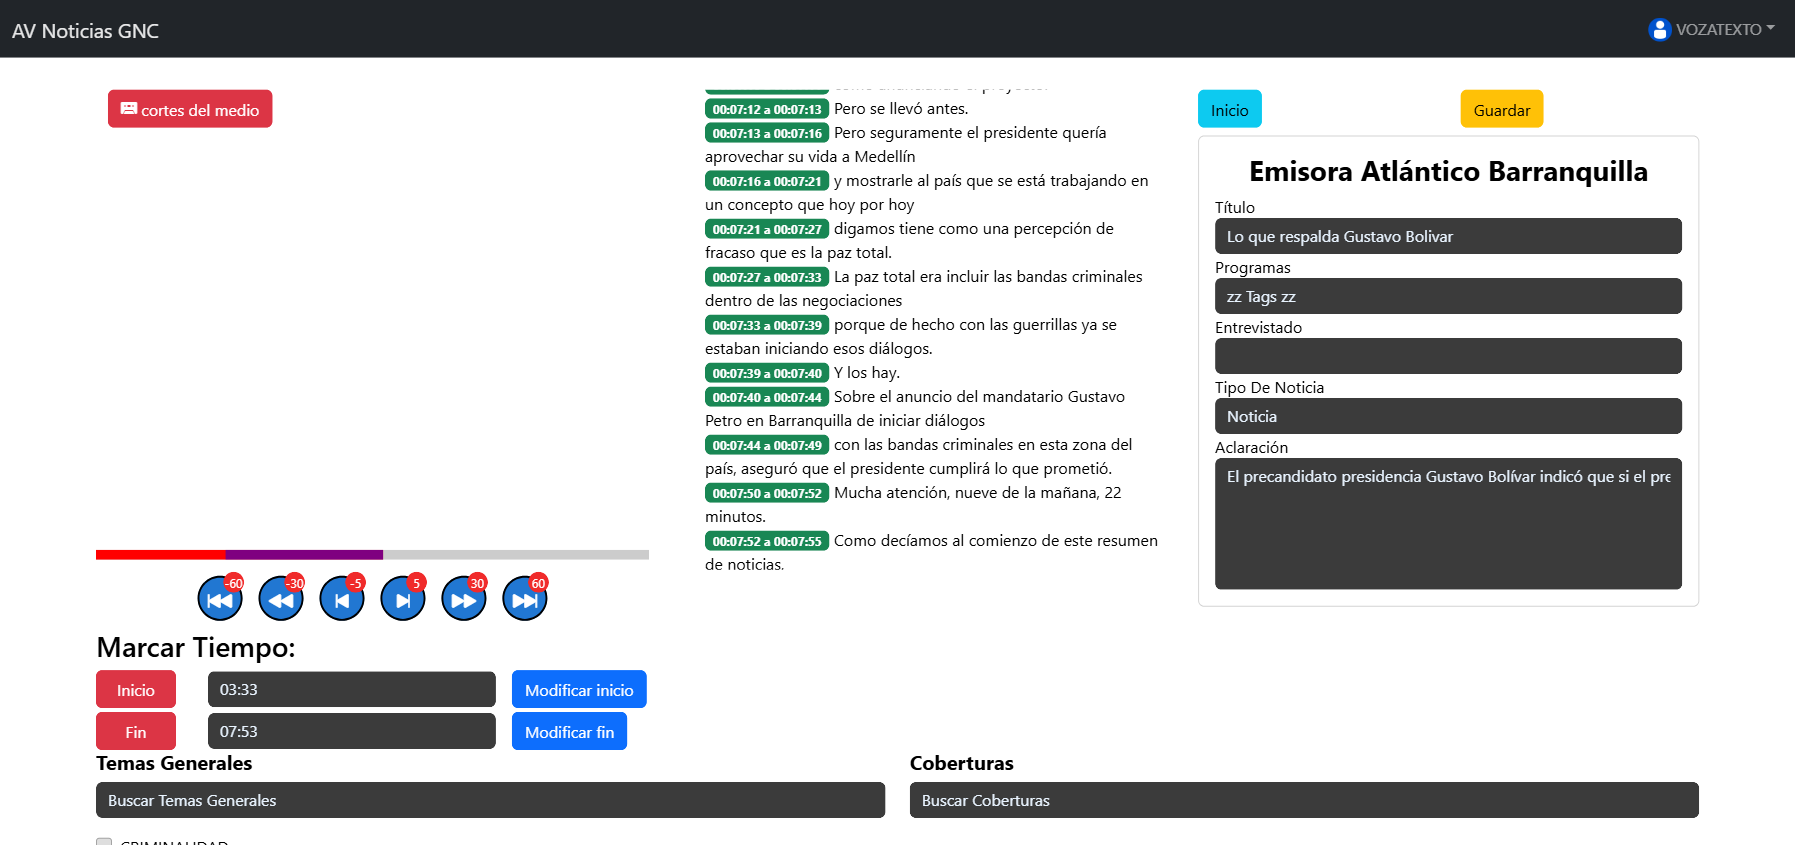 AV Noticias GNC
VOZATEXTO
cortes del medio
00:07:12 a 00:07:13 Pero se llevó antes.
00:07:13 a 00:07:16 Pero seguramente el presidente quería
aprovechar su vida a Medellín
00:07:16 a 00:07:21 y mostrarle al país que se está trabajando en
un concepto que hoy por hoy
00:07:21 a 00:07:27 digamos tiene como una percepción de
fracaso que es la paz total.
00:07:27 a 00:07:33 La paz total era incluir las bandas criminales
dentro de las negociaciones
00:07:33 a 00:07:39 porque de hecho con las guerrillas ya se
estaban iniciando esos diálogos.
00:07:39 a 00:07:40 Y los hay.
00:07:40 a 00:07:44 Sobre el anuncio del mandatario Gustavo
Petro en Barranquilla de iniciar diálogos
00:07:44 a 00:07:49 con las bandas criminales en esta zona del
país, aseguró que el presidente cumplirá lo que prometió.
00:07:50 a 00:07:52 Mucha atención, nueve de la mañana, 22
minutos.
00:07:52 a 00:07:55 Como decíamos al comienzo de este resumen
de noticias.
Inicio
Guardar
Emisora Atlántico Barranquilla
Título
Lo que respalda Gustavo Bolivar
Programas
zz Tags zz
Entrevistado
Tipo De Noticia
Noticia
Aclaración
El precandidato presidencia Gustavo Bolívar indicó que si el pre
-60 -30 -5 5 30 60
Marcar Tiempo:
Inicio 03:33 Modificar inicio
Fin 07:53 Modificar fin
Temas Generales
Buscar Temas Generales
Coberturas
Buscar Coberturas
CRIMINALIDAD